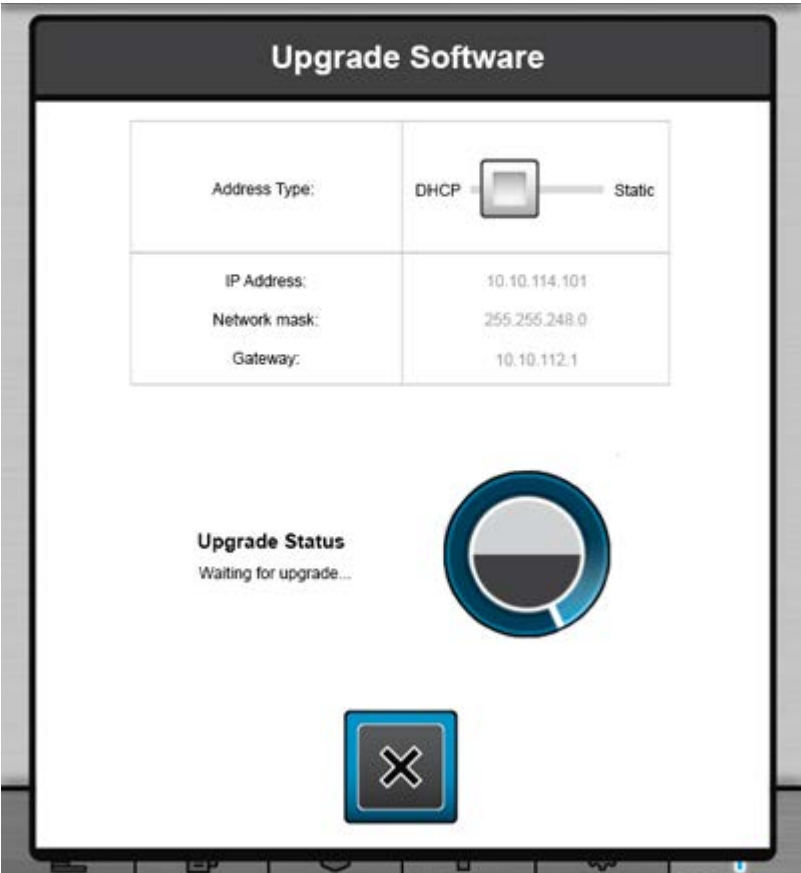 Upgrade Software
Address Type:
DHCP
Static
IP Address: 10.10.114.101
Network mask: 255.255.248.0
Gateway: 10.10.112.1
Upgrade Status
Waiting for upgrade...